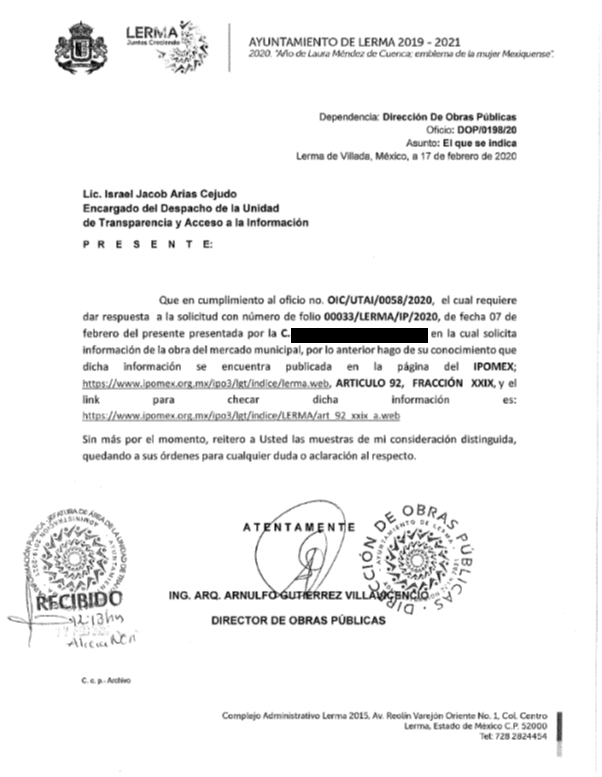 LERMA
Juntos Creciendo
AYUNTAMIENTO DE LERMA 2019 - 2021
2020. "Año de Laura Méndez de Cuenca; emblema de la mujer Mexiquense".
Dependencia: Dirección De Obras Públicas
Oficio: DOP/0198/20
Asunto: El que se indica
Lerma de Villada, México, a 17 de febrero de 2020
Lic. Israel Jacob Arias Cejudo
Encargado del Despacho de la Unidad
de Transparencia y Acceso a la Información
P R E S E N T E:
Que en cumplimiento al oficio no. OIC/UTAI/0058/2020, el cual requiere
dar respuesta a la solicitud con número de folio 00033/LERMA/IP/2020, de fecha 07 de
febrero del presente presentada por la C. en la cual solicita
información de la obra del mercado municipal, por lo anterior hago de su conocimiento que
dicha información se encuentra publicada en la página del IPOMEX;
https://www.ipomex.org.mx/ipo3/lgt/indice/lerma.web, ARTICULO 92, FRACCIÓN XXIX, y el
link para checar dicha información es:
https://www.ipomex.org.mx/ipo3/lgt/indice/LERMA/art_92_xxix_a.web
Sin más por el momento, reitero a Usted las muestras de mi consideración distinguida,
quedando a sus órdenes para cualquier duda o aclaración al respecto.
ATENTAMENTE
DIRECCIÓN DE OBRAS PÚBLICAS
AYUNTAMIENTO DE LERMA
RECIBIDO
12:13 hrs
Alicia
ING. ARQ. ARNULFO GUTIÉRREZ VILLAVICENCIO
DIRECTOR DE OBRAS PÚBLICAS
C. c. p.- Archivo
Complejo Administrativo Lerma 2015, Av. Reolín Varejón Oriente No. 1, Col. Centro
Lerma, Estado de México C.P. 52000
Tel: 728 2824454